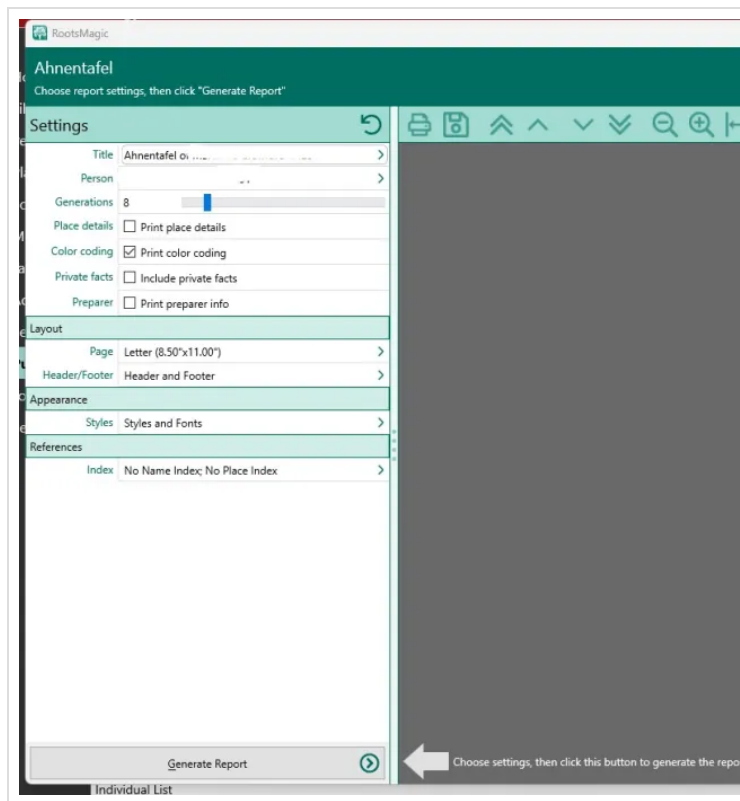 RootsMagic
Ahnentafel
Choose report settings, then click "Generate Report"
Settings
Title Ahnentafel
Person
Generations 8
Place details Print place details
Color coding Print color coding
Private facts Include private facts
Preparer Print preparer info
Layout
Page Letter (8.50"x11.00")
Header/Footer Header and Footer
Appearance
Styles Styles and Fonts
References
Index No Name Index; No Place Index
Generate Report
Choose settings, then click this button to generate the repo
Individual List